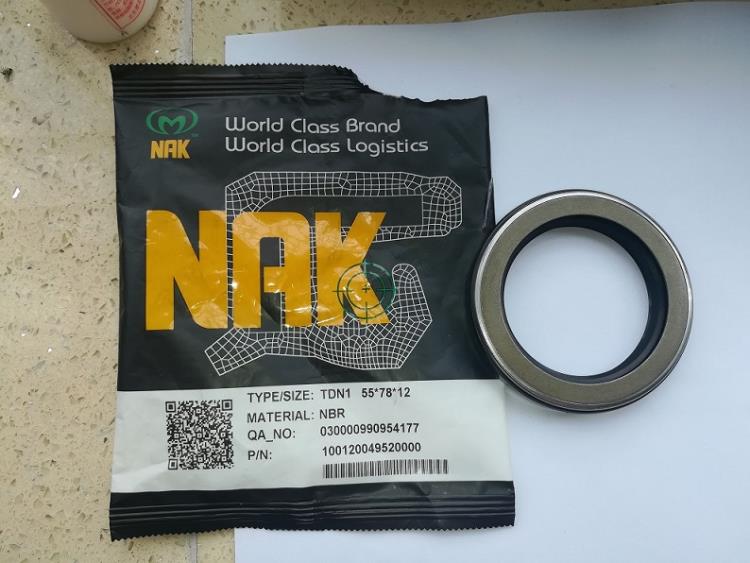 NAK
World Class Brand
World Class Logistics
NAK
TYPE/SIZE: TDN1 55*78*12
MATERIAL: NBR
QA_NO: 030000990954177
P/N: 100120049520000